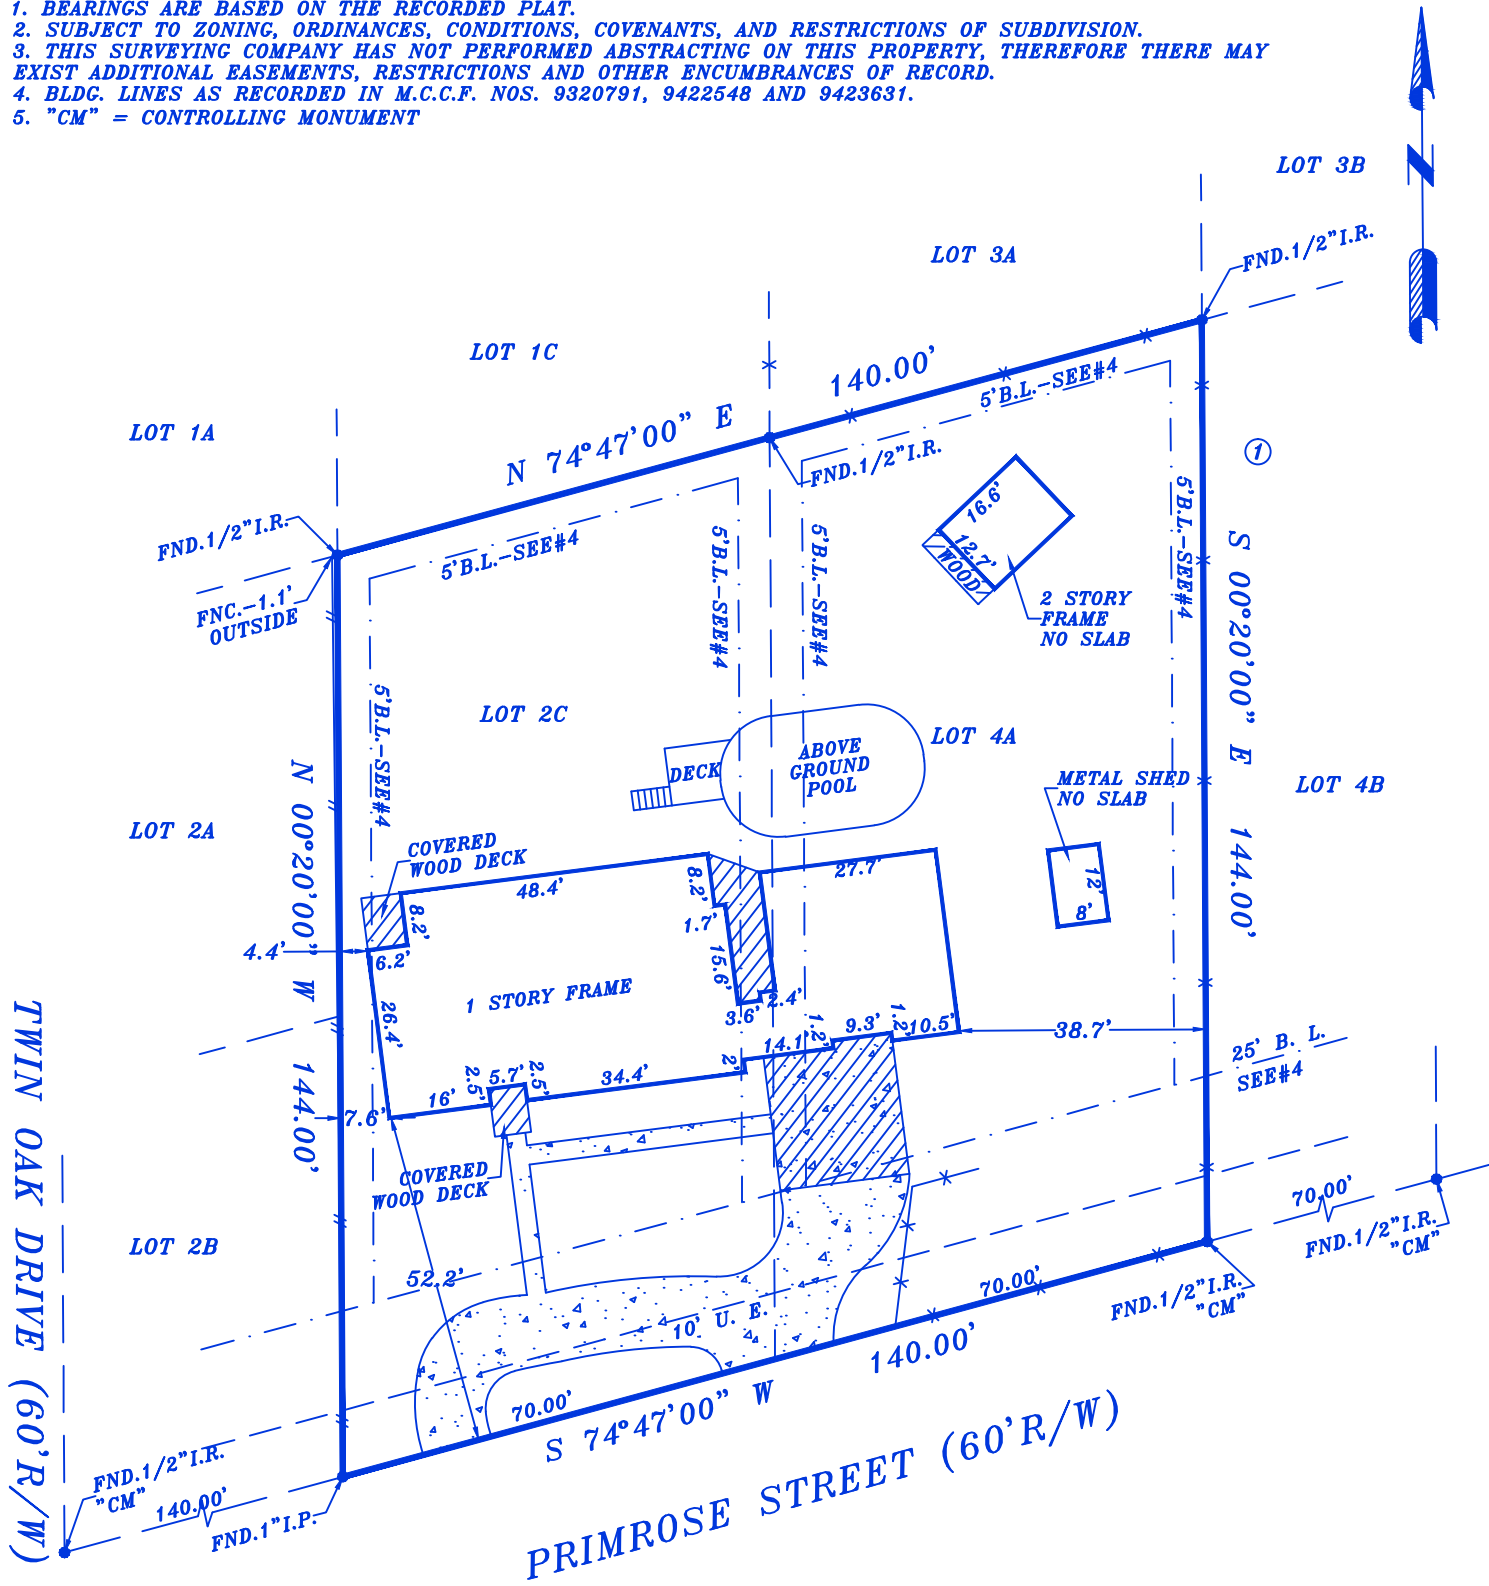 1. BEARINGS ARE BASED ON THE RECORDED PLAT.
2. SUBJECT TO ZONING, ORDINANCES, CONDITIONS, COVENANTS, AND RESTRICTIONS OF SUBDIVISION.
3. THIS SURVEYING COMPANY HAS NOT PERFORMED ABSTRACTING ON THIS PROPERTY, THEREFORE THERE MAY
EXIST ADDITIONAL EASEMENTS, RESTRICTIONS AND OTHER ENCUMBRANCES OF RECORD.
4. BLDG. LINES AS RECORDED IN M.C.C.F. NOS. 9320791, 9422548 AND 9423631.
5. "CM" = CONTROLLING MONUMENT
N
LOT 3B
LOT 3A
FND.1/2"I.R.
LOT 1C
LOT 1A
N 74°47'00" E
140.00'
5'B.L.-SEE#4
FND.1/2"I.R.
FND.1/2"I.R.
5'B.L.-SEE#4
FNC.-1.1'
OUTSIDE
1
5'B.L.-SEE#4
5'B.L.-SEE#4
5'B.L.-SEE#4
5'B.L.-SEE#4
16.6'
12.7'
WOOD
2 STORY
FRAME
NO SLAB
S 00°20'00" E 144.00'
LOT 2C
LOT 4A
LOT 4B
LOT 2A
ABOVE
GROUND
POOL
DECK
METAL SHED
NO SLAB
12'
8'
N 00°20'00" W 144.00'
COVERED
WOOD DECK
48.4'
8.2'
8.2'
27.7'
1.7'
15.6'
4.4'
6.2'
1 STORY FRAME
26.4'
3.6'
2.4'
14.1'
1.2'
9.3'
1.2'
10.5'
38.7'
2'
7.6'
16'
2.5'
5.7'
2.5'
34.4'
25' B. L.
SEE#4
COVERED
WOOD DECK
LOT 2B
52.2'
10' U. E.
70.00'
70.00'
FND.1/2"I.R.
"CM"
FND.1/2"I.R.
"CM"
70.00'
140.00'
S 74°47'00" W
FND.1/2"I.R.
"CM"
140.00'
FND.1"I.P.
TWIN OAK DRIVE (60'R/W)
PRIMROSE STREET (60'R/W)